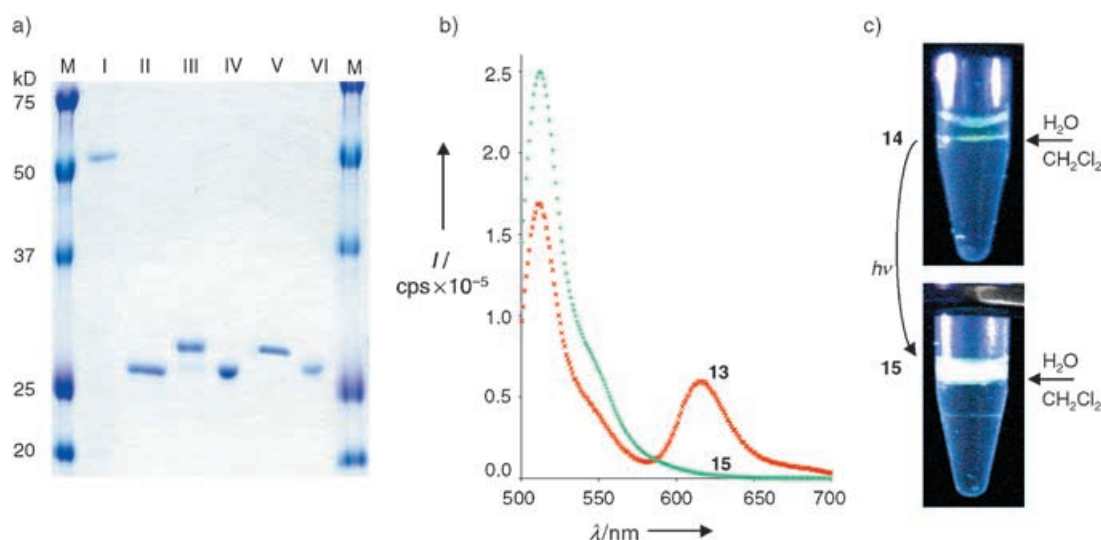 a)
M I II III IV V VI M
kD
75
50
37
25
20
b)
2.5
2.0
I /
cps×10⁻⁵
1.5
1.0
0.5
0.0
500 550 600 650 700
λ/nm
13
15
c)
14
H₂O
CH₂Cl₂
hν
15
H₂O
CH₂Cl₂